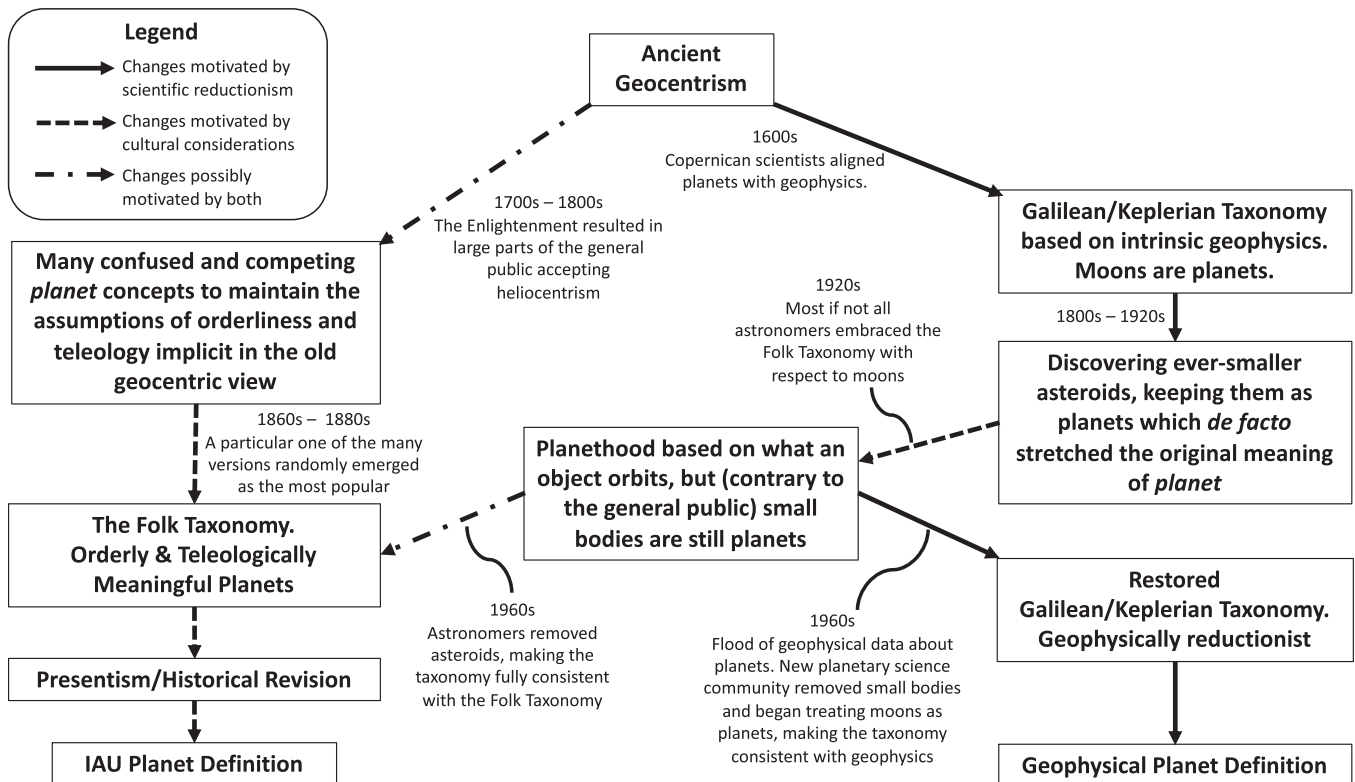 Legend
Changes motivated by
scientific reductionism
Changes motivated by
cultural considerations
Changes possibly
motivated by both
Ancient
Geocentrism
1600s
Copernican scientists aligned
planets with geophysics.
1700s – 1800s
The Enlightenment resulted in
large parts of the general
public accepting
heliocentrism
Galilean/Keplerian Taxonomy
based on intrinsic geophysics.
Moons are planets.
Many confused and competing
planet concepts to maintain the
assumptions of orderliness and
teleology implicit in the old
geocentric view
1920s
Most if not all
astronomers embraced the
Folk Taxonomy with
respect to moons
1800s – 1920s
Discovering ever-smaller
asteroids, keeping them as
planets which de facto
stretched the original meaning
of planet
1860s – 1880s
A particular one of the many
versions randomly emerged
as the most popular
Planethood based on what an
object orbits, but (contrary to
the general public) small
bodies are still planets
The Folk Taxonomy.
Orderly & Teleologically
Meaningful Planets
1960s
Astronomers removed
asteroids, making the
taxonomy fully consistent
with the Folk Taxonomy
1960s
Flood of geophysical data about
planets. New planetary science
community removed small bodies
and began treating moons as
planets, making the taxonomy
consistent with geophysics
Restored
Galilean/Keplerian Taxonomy.
Geophysically reductionist
Presentism/Historical Revision
IAU Planet Definition
Geophysical Planet Definition